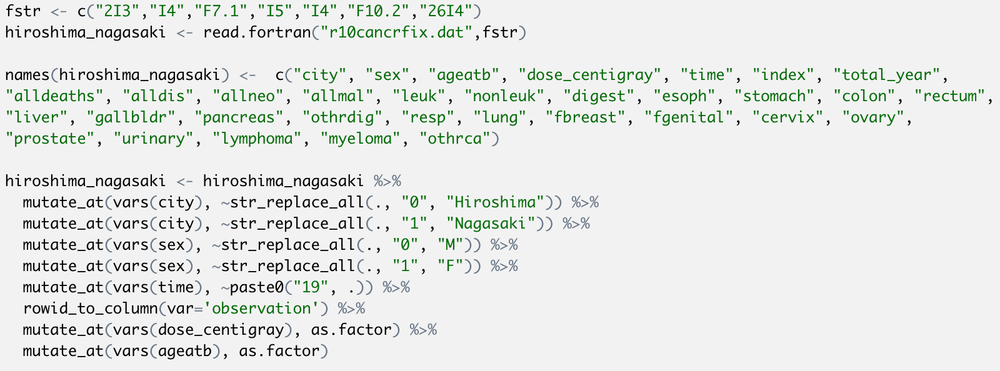 fstr <- c("2I3","I4","F7.1","I5","I4","F10.2","26I4")
hiroshima_nagasaki <- read.fortran("r10cancrfix.dat",fstr)

names(hiroshima_nagasaki) <-  c("city", "sex", "ageatb", "dose_centigray", "time", "index", "total_year",
"alldeaths", "alldis", "allneo", "allmal", "leuk", "nonleuk", "digest", "esoph", "stomach", "colon", "rectum",
"liver", "gallbldr", "pancreas", "othrdig", "resp", "lung", "fbreast", "fgenital", "cervix", "ovary",
"prostate", "urinary", "lymphoma", "myeloma", "othrca")

hiroshima_nagasaki <- hiroshima_nagasaki %>%
  mutate_at(vars(city), ~str_replace_all(., "0", "Hiroshima")) %>%
  mutate_at(vars(city), ~str_replace_all(., "1", "Nagasaki")) %>%
  mutate_at(vars(sex), ~str_replace_all(., "0", "M")) %>%
  mutate_at(vars(sex), ~str_replace_all(., "1", "F")) %>%
  mutate_at(vars(time), ~paste0("19", .)) %>%
  rowid_to_column(var='observation') %>%
  mutate_at(vars(dose_centigray), as.factor) %>%
  mutate_at(vars(ageatb), as.factor)